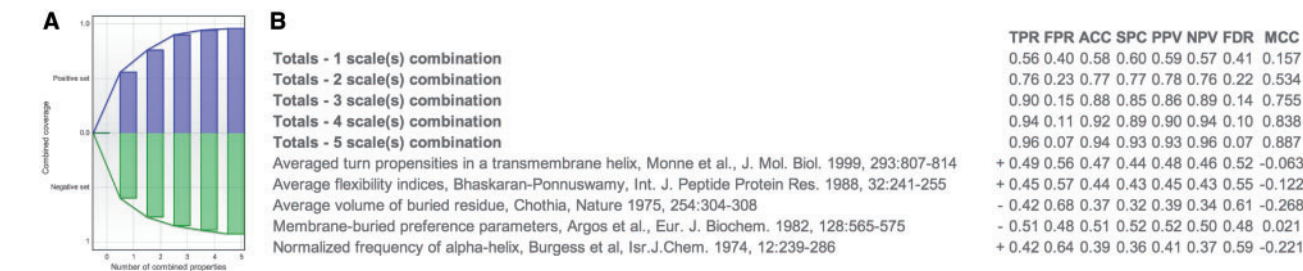 A
1.0
Positive set
0.0
Combined coverage
Negative set
1
0 1 2 3 4 5
Number of combined properties
B
TPR FPR ACC SPC PPV NPV FDR MCC
Totals - 1 scale(s) combination 0.56 0.40 0.58 0.60 0.59 0.57 0.41 0.157
Totals - 2 scale(s) combination 0.76 0.23 0.77 0.77 0.78 0.76 0.22 0.534
Totals - 3 scale(s) combination 0.90 0.15 0.88 0.85 0.86 0.89 0.14 0.755
Totals - 4 scale(s) combination 0.94 0.11 0.92 0.89 0.90 0.94 0.10 0.838
Totals - 5 scale(s) combination 0.96 0.07 0.94 0.93 0.93 0.96 0.07 0.887
Averaged turn propensities in a transmembrane helix, Monne et al., J. Mol. Biol. 1999, 293:807-814 + 0.49 0.56 0.47 0.44 0.48 0.46 0.52 -0.063
Average flexibility indices, Bhaskaran-Ponnuswamy, Int. J. Peptide Protein Res. 1988, 32:241-255 + 0.45 0.57 0.44 0.43 0.45 0.43 0.55 -0.122
Average volume of buried residue, Chothia, Nature 1975, 254:304-308 - 0.42 0.68 0.37 0.32 0.39 0.34 0.61 -0.268
Membrane-buried preference parameters, Argos et al., Eur. J. Biochem. 1982, 128:565-575 - 0.51 0.48 0.51 0.52 0.52 0.50 0.48 0.021
Normalized frequency of alpha-helix, Burgess et al, Isr.J.Chem. 1974, 12:239-286 + 0.42 0.64 0.39 0.36 0.41 0.37 0.59 -0.221